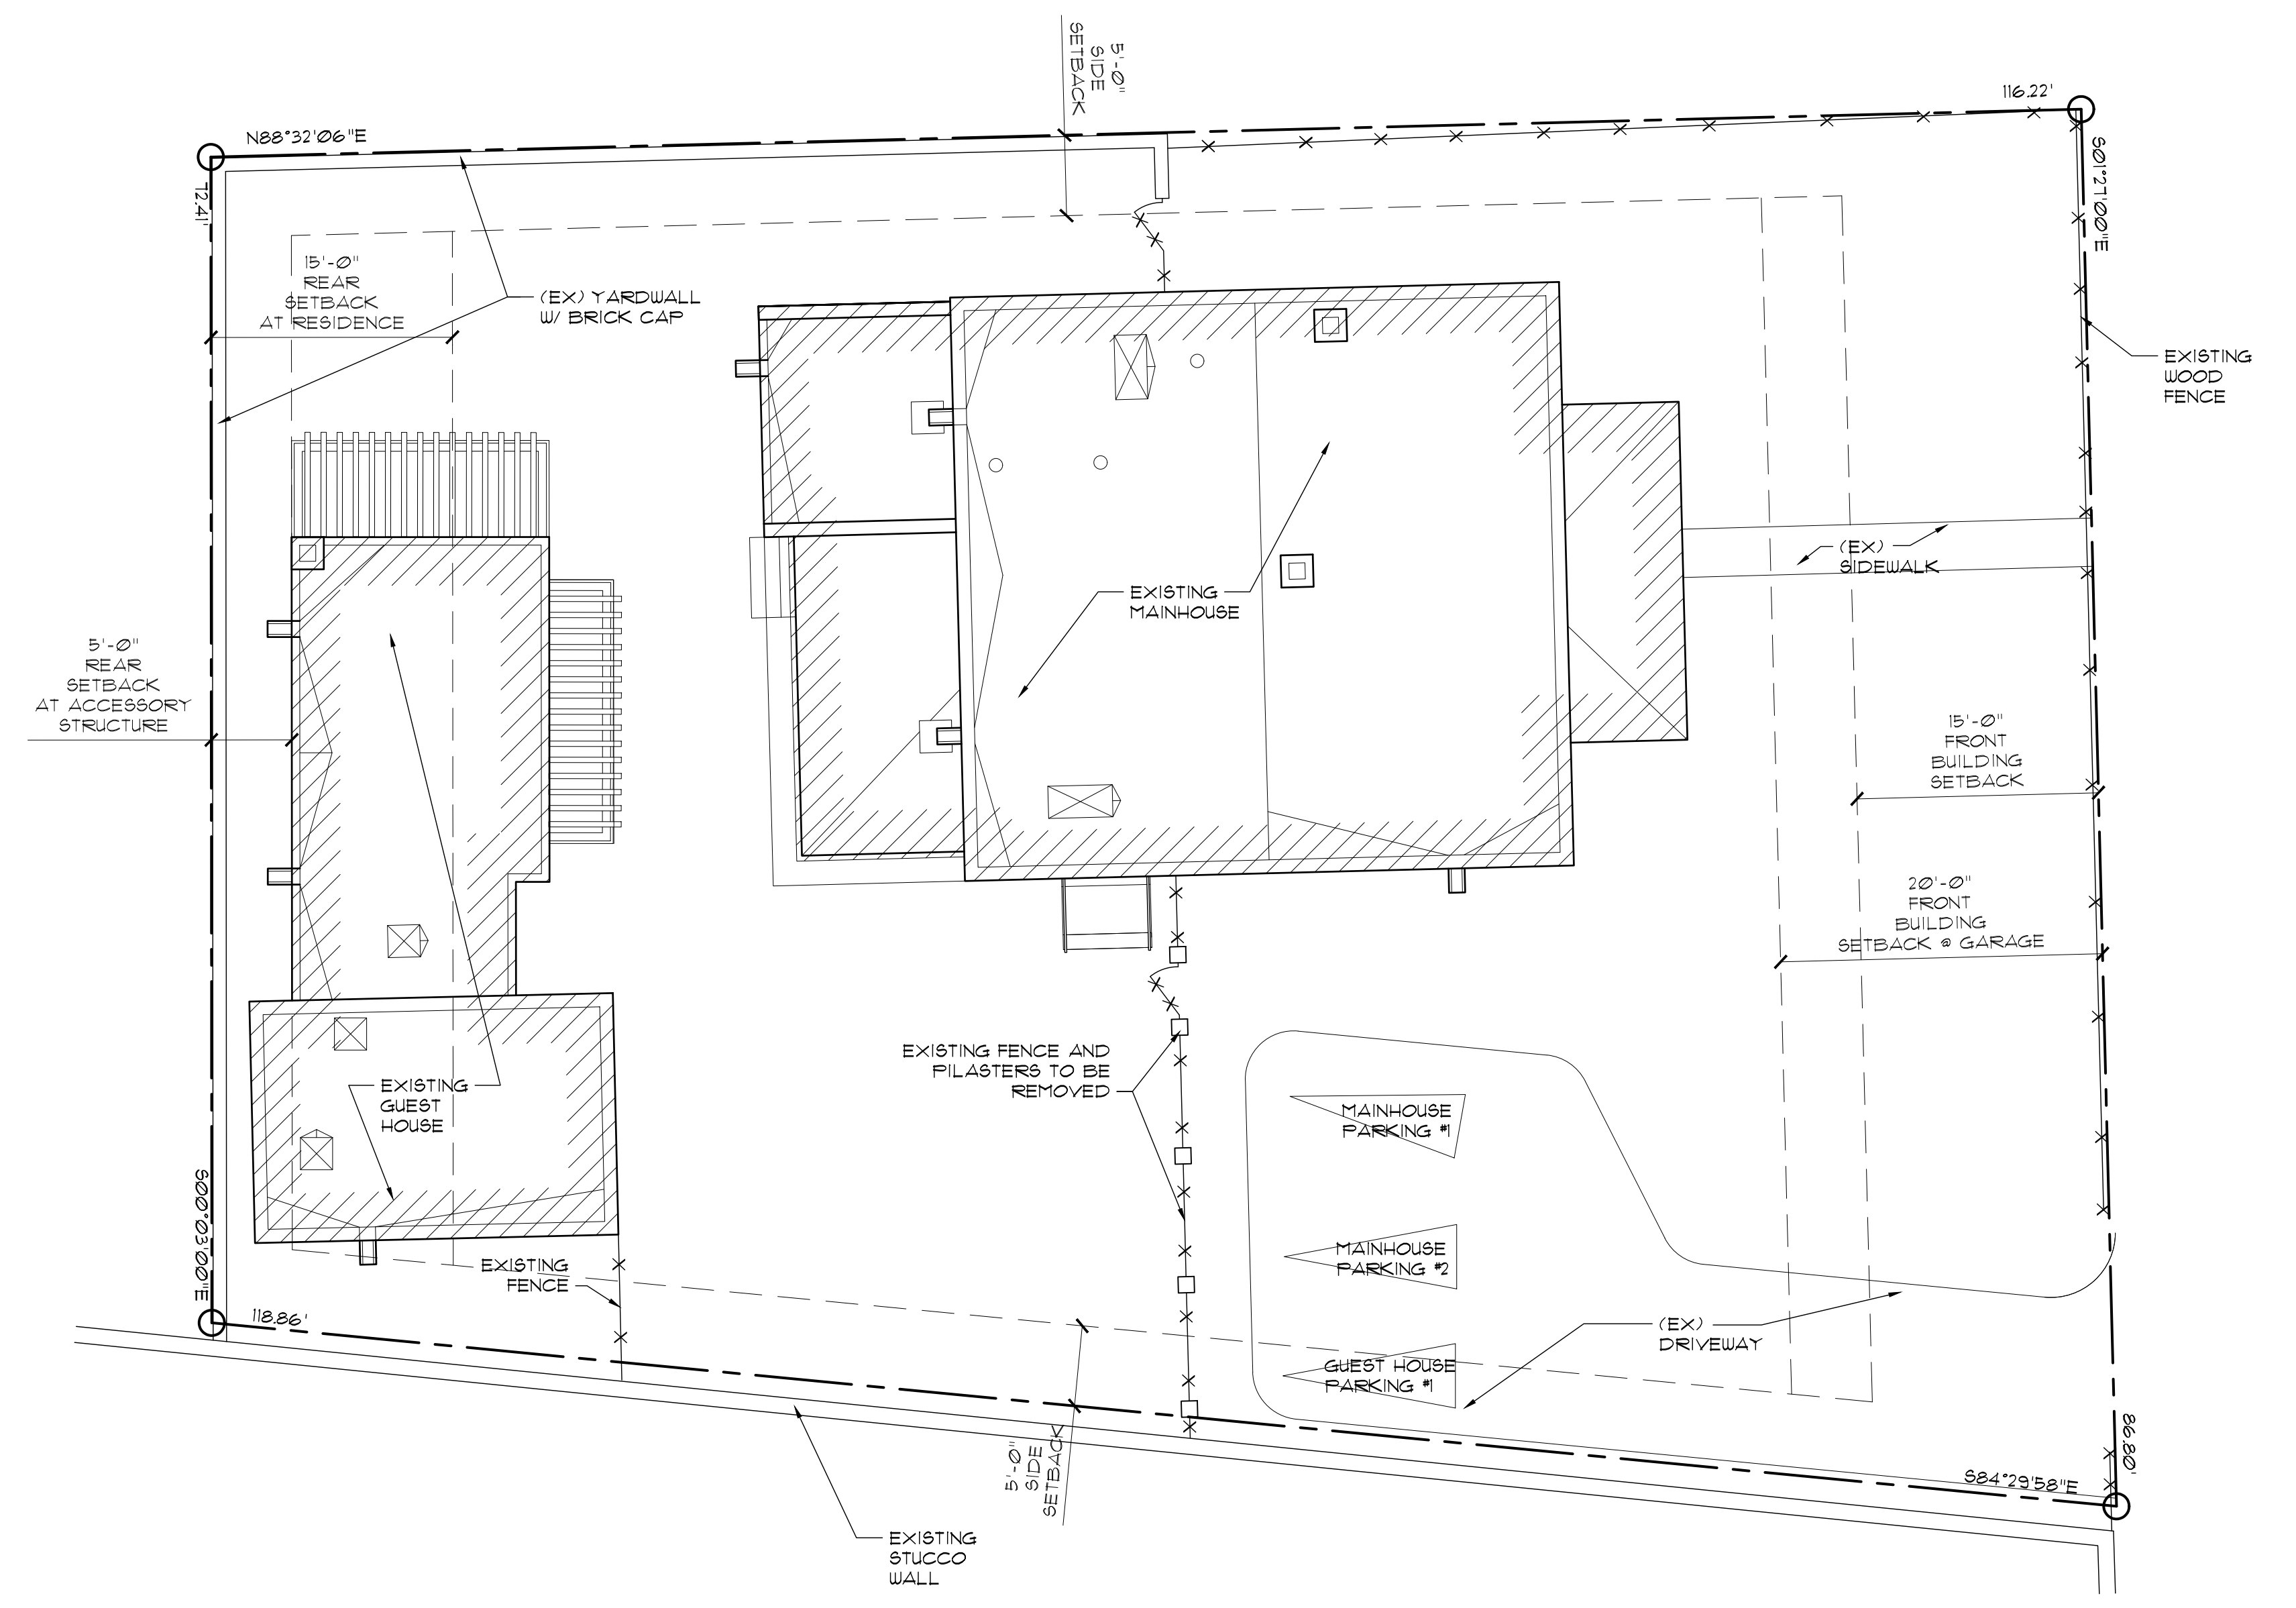 5'-0"
SIDE
SETBACK
116.22'
N88°32'06"E
S01°27'00"E
72.41'
15'-0"
REAR
SETBACK
AT RESIDENCE
(EX) YARDWALL
W/ BRICK CAP
EXISTING
WOOD
FENCE
(EX)
SIDEWALK
EXISTING
MAINHOUSE
5'-0"
REAR
SETBACK
AT ACCESSORY
STRUCTURE
15'-0"
FRONT
BUILDING
SETBACK
20'-0"
FRONT
BUILDING
SETBACK @ GARAGE
EXISTING FENCE AND
PILASTERS TO BE
REMOVED
EXISTING
GUEST
HOUSE
MAINHOUSE
PARKING #1
MAINHOUSE
PARKING #2
GUEST HOUSE
PARKING #1
S00°03'00"E
EXISTING
FENCE
118.86'
(EX)
DRIVEWAY
5'-0"
SIDE
SETBACK
86.80'
S84°29'58"E
EXISTING
STUCCO
WALL